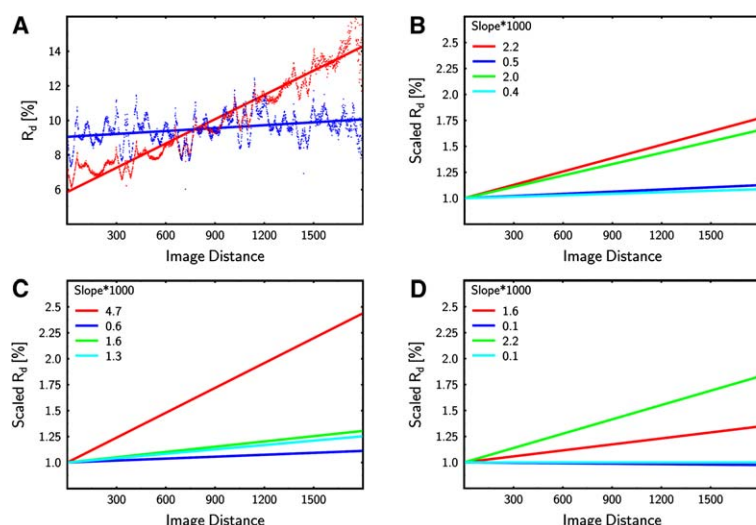 A
R_d [%]
14
12
10
8
6
300 600 900 1200 1500
Image Distance
B
Slope*1000
2.2
0.5
2.0
0.4
Scaled R_d [%]
2.5
2.25
2.0
1.75
1.5
1.25
1.0
300 600 900 1200 1500
Image Distance
C
Slope*1000
4.7
0.6
1.6
1.3
Scaled R_d [%]
2.5
2.25
2.0
1.75
1.5
1.25
1.0
300 600 900 1200 1500
Image Distance
D
Slope*1000
1.6
0.1
2.2
0.1
Scaled R_d [%]
2.5
2.25
2.0
1.75
1.5
1.25
1.0
300 600 900 1200 1500
Image Distance